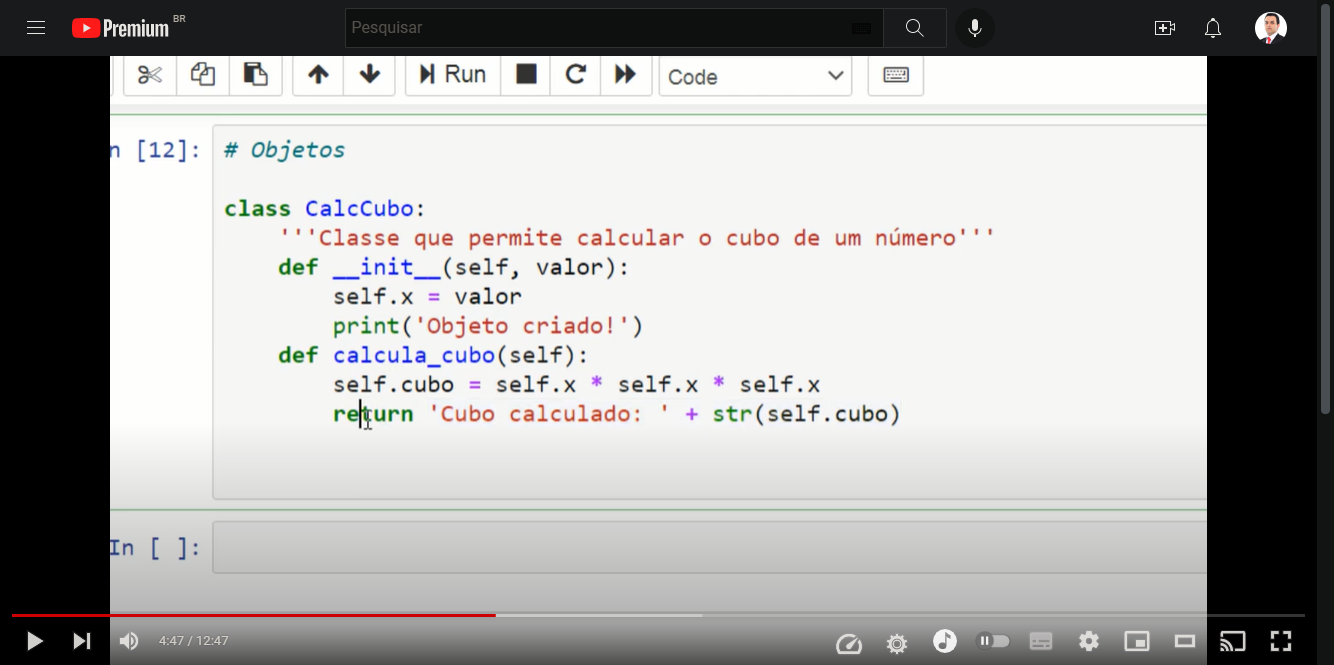 Premium BR
Pesquisar
Run
Code
n [12]:
# Objetos
class CalcCubo:
'''Classe que permite calcular o cubo de um número'''
def __init__(self, valor):
self.x = valor
print('Objeto criado!')
def calcula_cubo(self):
self.cubo = self.x * self.x * self.x
return 'Cubo calculado: ' + str(self.cubo)
In [ ]:
4:47 / 12:47